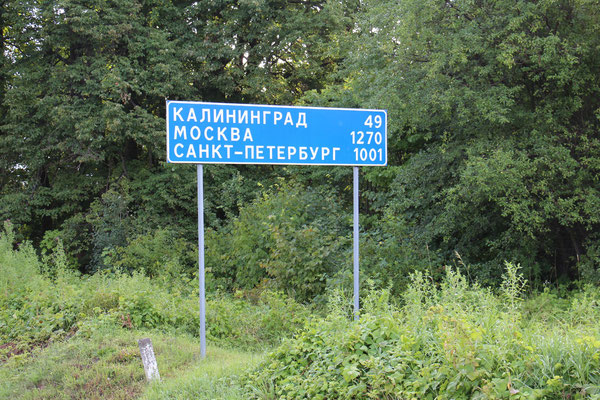 КАЛИНИНГРАД 49
МОСКВА 1270
САНКТ-ПЕТЕРБУРГ 1001